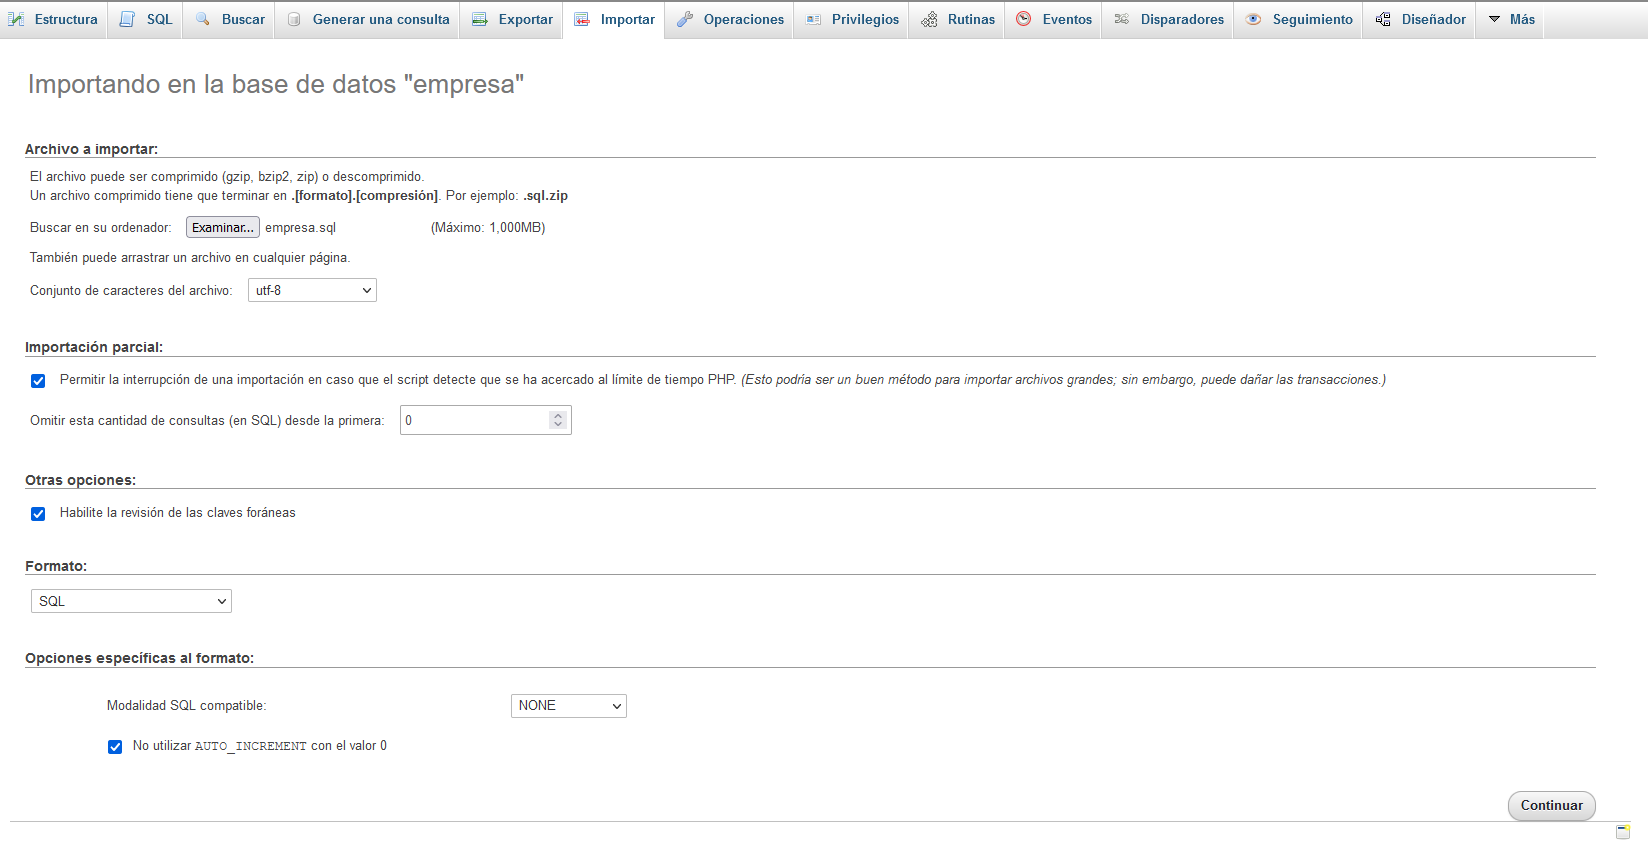 Estructura SQL Buscar Generar una consulta Exportar Importar Operaciones Privilegios Rutinas Eventos Disparadores Seguimiento Diseñador Más
Importando en la base de datos "empresa"
Archivo a importar:
El archivo puede ser comprimido (gzip, bzip2, zip) o descomprimido.
Un archivo comprimido tiene que terminar en .[formato].[compresión]. Por ejemplo: .sql.zip
Buscar en su ordenador: Examinar... empresa.sql (Máximo: 1,000MB)
También puede arrastrar un archivo en cualquier página.
Conjunto de caracteres del archivo: utf-8
Importación parcial:
Permitir la interrupción de una importación en caso que el script detecte que se ha acercado al límite de tiempo PHP. (Esto podría ser un buen método para importar archivos grandes; sin embargo, puede dañar las transacciones.)
Omitir esta cantidad de consultas (en SQL) desde la primera: 0
Otras opciones:
Habilite la revisión de las claves foráneas
Formato:
SQL
Opciones específicas al formato:
Modalidad SQL compatible: NONE
No utilizar AUTO_INCREMENT con el valor 0
Continuar